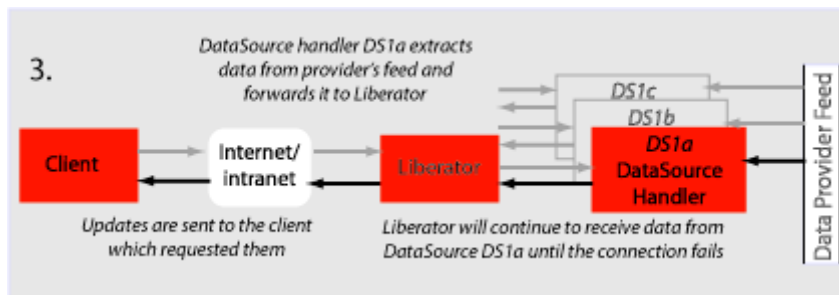 3.
DataSource handler DS1a extracts
data from provider's feed and
forwards it to Liberator
DS1c
DS1b
DS1a
DataSource
Handler
Client
Internet/
intranet
Liberator
Data Provider Feed
Updates are sent to the client
which requested them
Liberator will continue to receive data from
DataSource DS1a until the connection fails